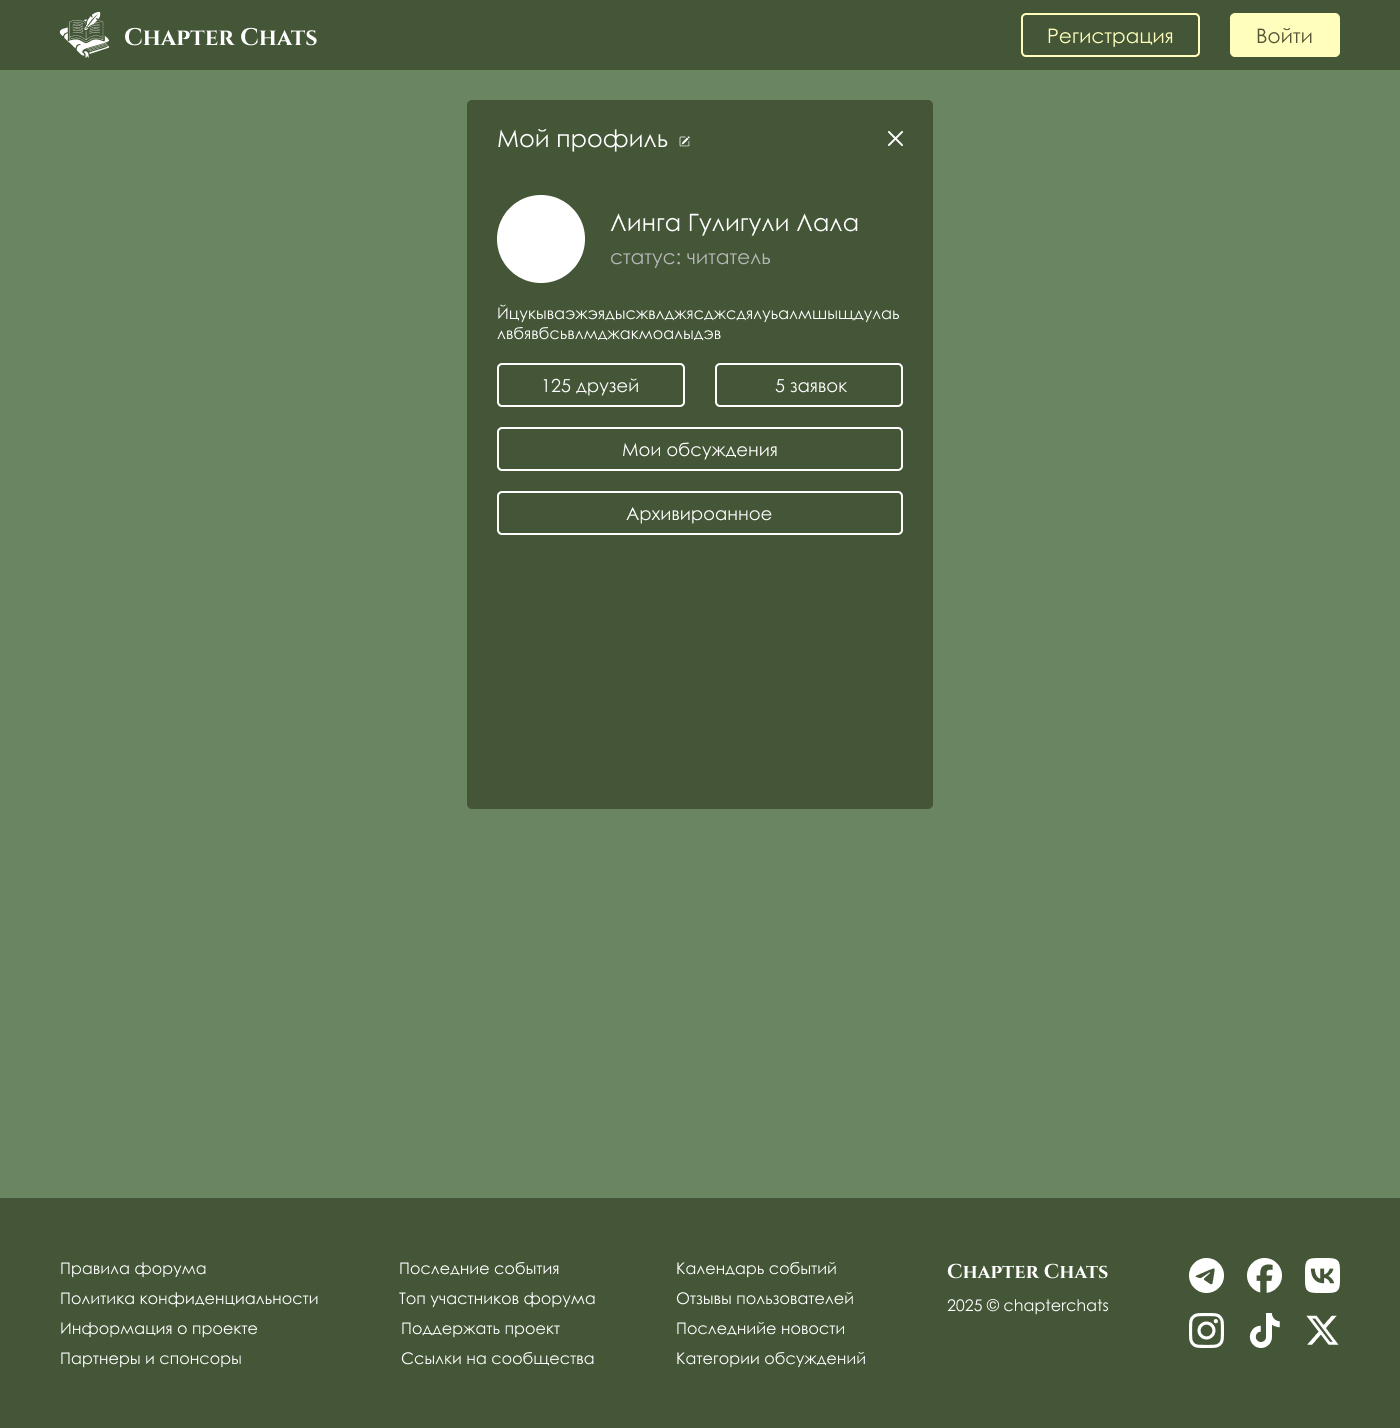 Chapter Chats
Регистрация
Войти
Мой профиль
Линга Гулигули Лала
статус: читатель
Йцукываэжэядысжвлджясджсдялуьалмшыщдулаь
лвбявбсьвлмджакмоалыдэв
125 друзей
5 заявок
Мои обсуждения
Архивироанное
Правила форума
Политика конфиденциальности
Информация о проекте
Партнеры и спонсоры
Последние события
Топ участников форума
Поддержать проект
Ссылки на сообщества
Календарь событий
Отзывы пользователей
Последнийе новости
Категории обсуждений
Chapter Chats
2025 © chapterchats